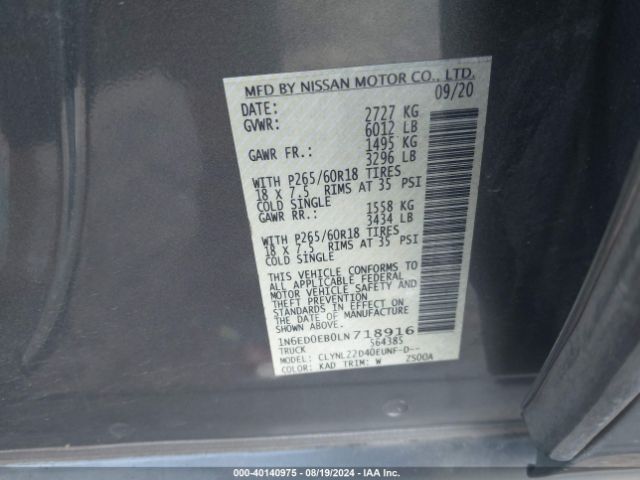 MFD BY NISSAN MOTOR CO., LTD.
DATE: 09/20
GVWR: 2727 KG
6012 LB
GAWR FR.: 1495 KG
3296 LB
WITH P265/60R18 TIRES
18 X 7.5 RIMS AT 35 PSI
COLD SINGLE
GAWR RR.: 1558 KG
3434 LB
WITH P265/60R18 TIRES
18 X 7.5 RIMS AT 35 PSI
COLD SINGLE
THIS VEHICLE CONFORMS TO
ALL APPLICABLE FEDERAL
MOTOR VEHICLE SAFETY AND
THEFT PREVENTION
STANDARDS IN EFFECT ON
THE DATE OF MANUFACTURE
SHOWN ABOVE.
1N6ED0EB0LN718916
TRUCK 564385
MODEL: CLYNLZZD40EUNF-D--
COLOR: KAD TRIM: W ZS00A
000-40140975 - 08/19/2024 - IAA Inc.